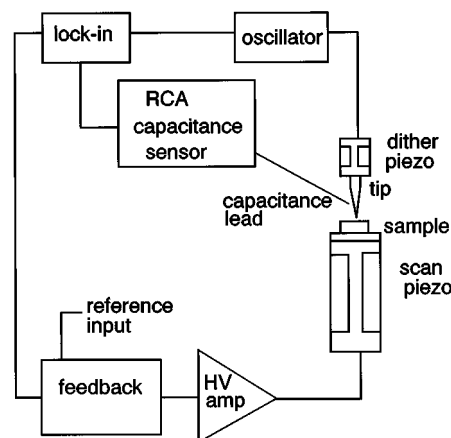 lock-in
oscillator
RCA
capacitance
sensor
dither
piezo
tip
capacitance
lead
sample
scan
piezo
reference
input
feedback
HV
amp